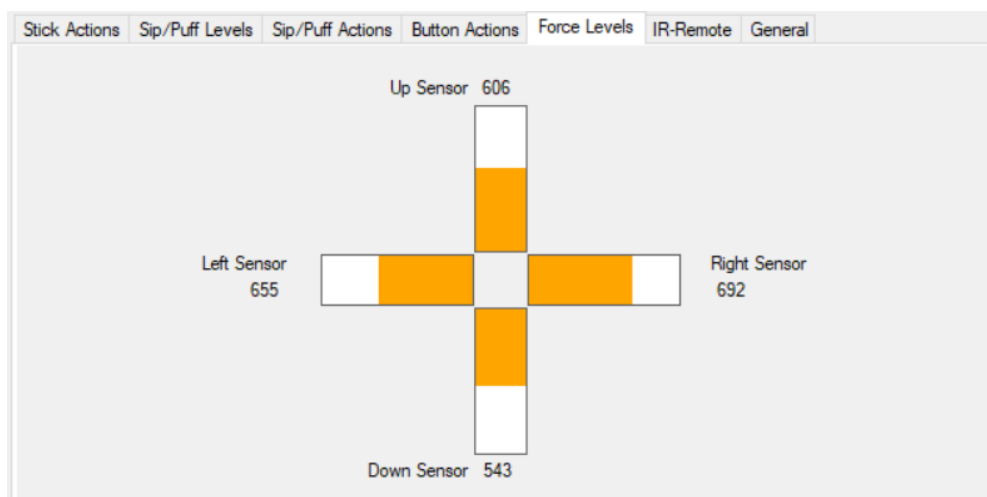 Stick Actions Sip/Puff Levels Sip/Puff Actions Button Actions Force Levels IR-Remote General
Up Sensor 606
Left Sensor
655
Right Sensor
692
Down Sensor 543